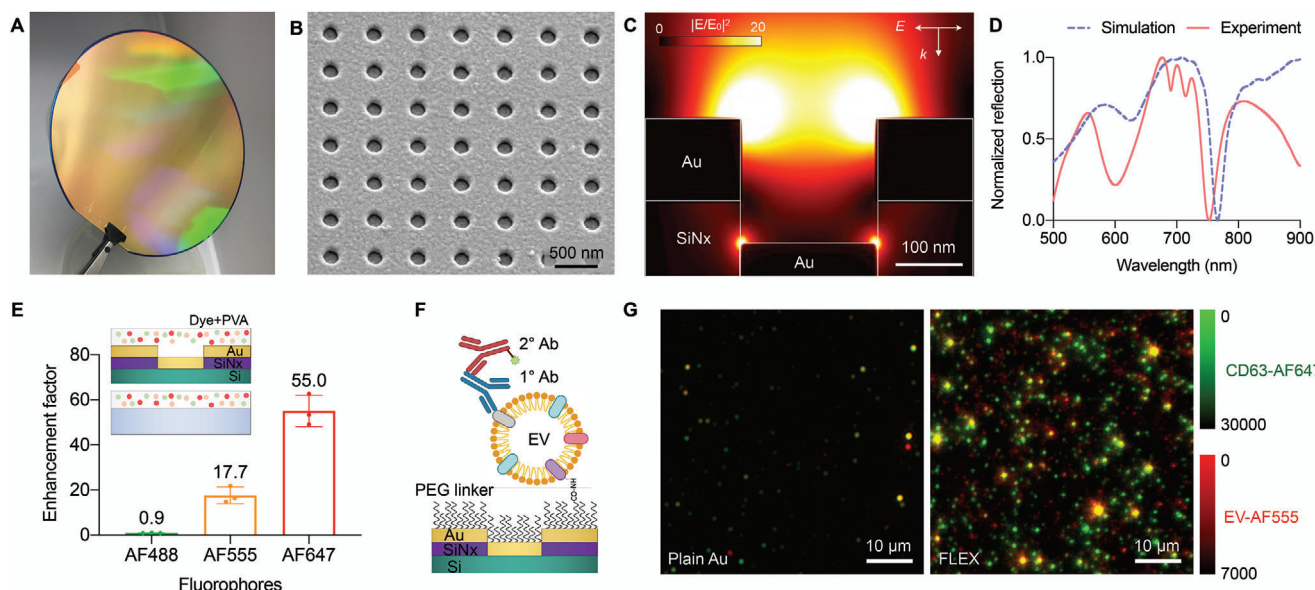 A
B
500 nm
C
|E/E₀|²
0
20
E
k
Au
SiNx
Au
100 nm
D
Simulation
Experiment
Normalized reflection
1.0
0.5
0.0
500
600
700
800
900
Wavelength (nm)
E
Dye+PVA
Au
SiNx
Si
Enhancement factor
80
60
40
20
0
0.9
17.7
55.0
AF488
AF555
AF647
Fluorophores
F
2° Ab
1° Ab
EV
CO-NH
PEG linker
Au
SiNx
Si
G
Plain Au
10 µm
FLEX
10 µm
0
CD63-AF647
30000
0
EV-AF555
7000